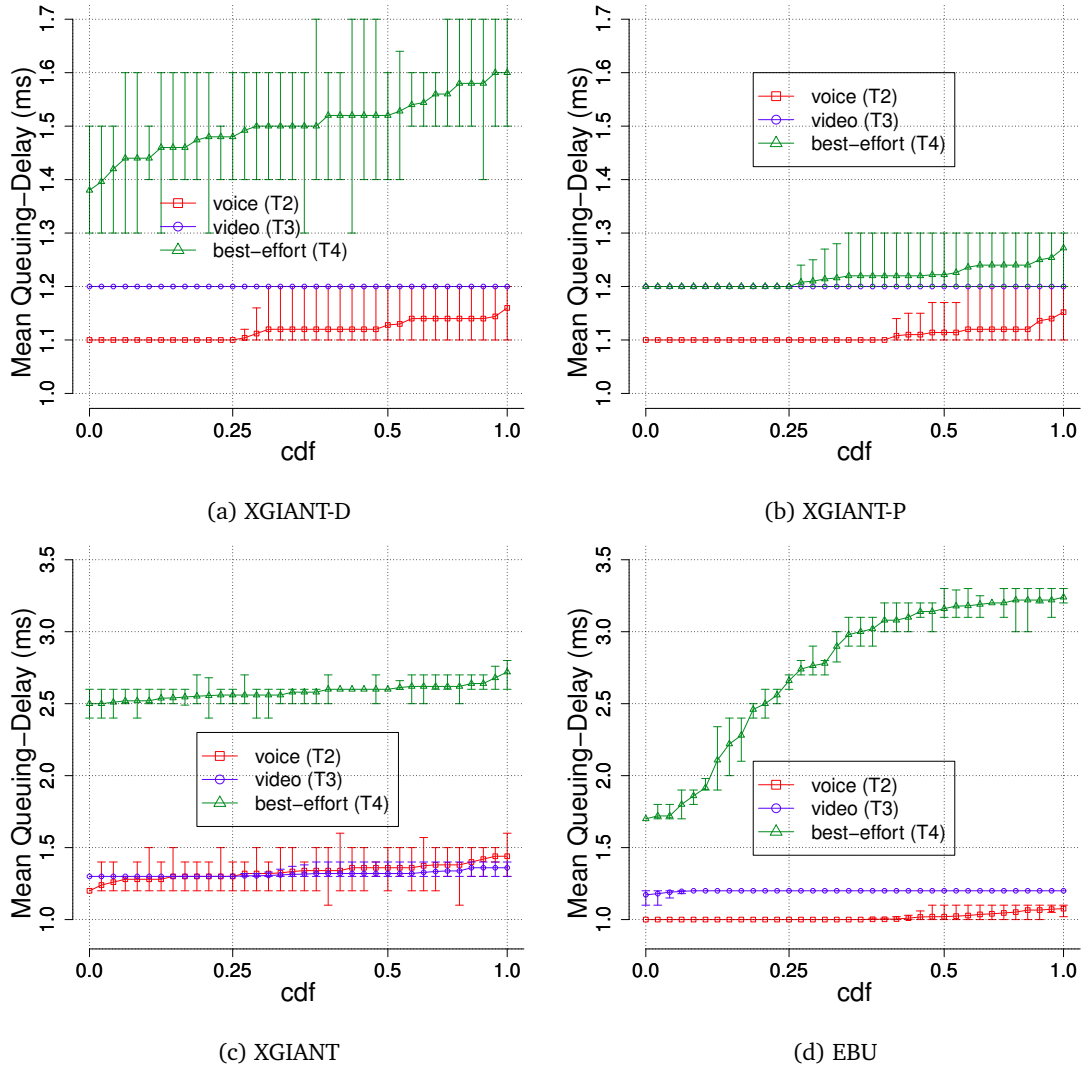 Mean Queuing−Delay (ms)
1.7
1.6
1.5
1.4
1.3
1.2
1.1
1.0
voice (T2)
video (T3)
best−effort (T4)
0.0 0.25 0.5 1.0
cdf
(a) XGIANT-D
Mean Queuing−Delay (ms)
1.7
1.6
1.5
1.4
1.3
1.2
1.1
1.0
voice (T2)
video (T3)
best−effort (T4)
0.0 0.25 0.5 1.0
cdf
(b) XGIANT-P
Mean Queuing−Delay (ms)
3.5
3.0
2.5
2.0
1.5
1.0
voice (T2)
video (T3)
best−effort (T4)
0.0 0.25 0.5 1.0
cdf
(c) XGIANT
Mean Queuing−Delay (ms)
3.5
3.0
2.5
2.0
1.5
1.0
voice (T2)
video (T3)
best−effort (T4)
0.0 0.25 0.5 1.0
cdf
(d) EBU